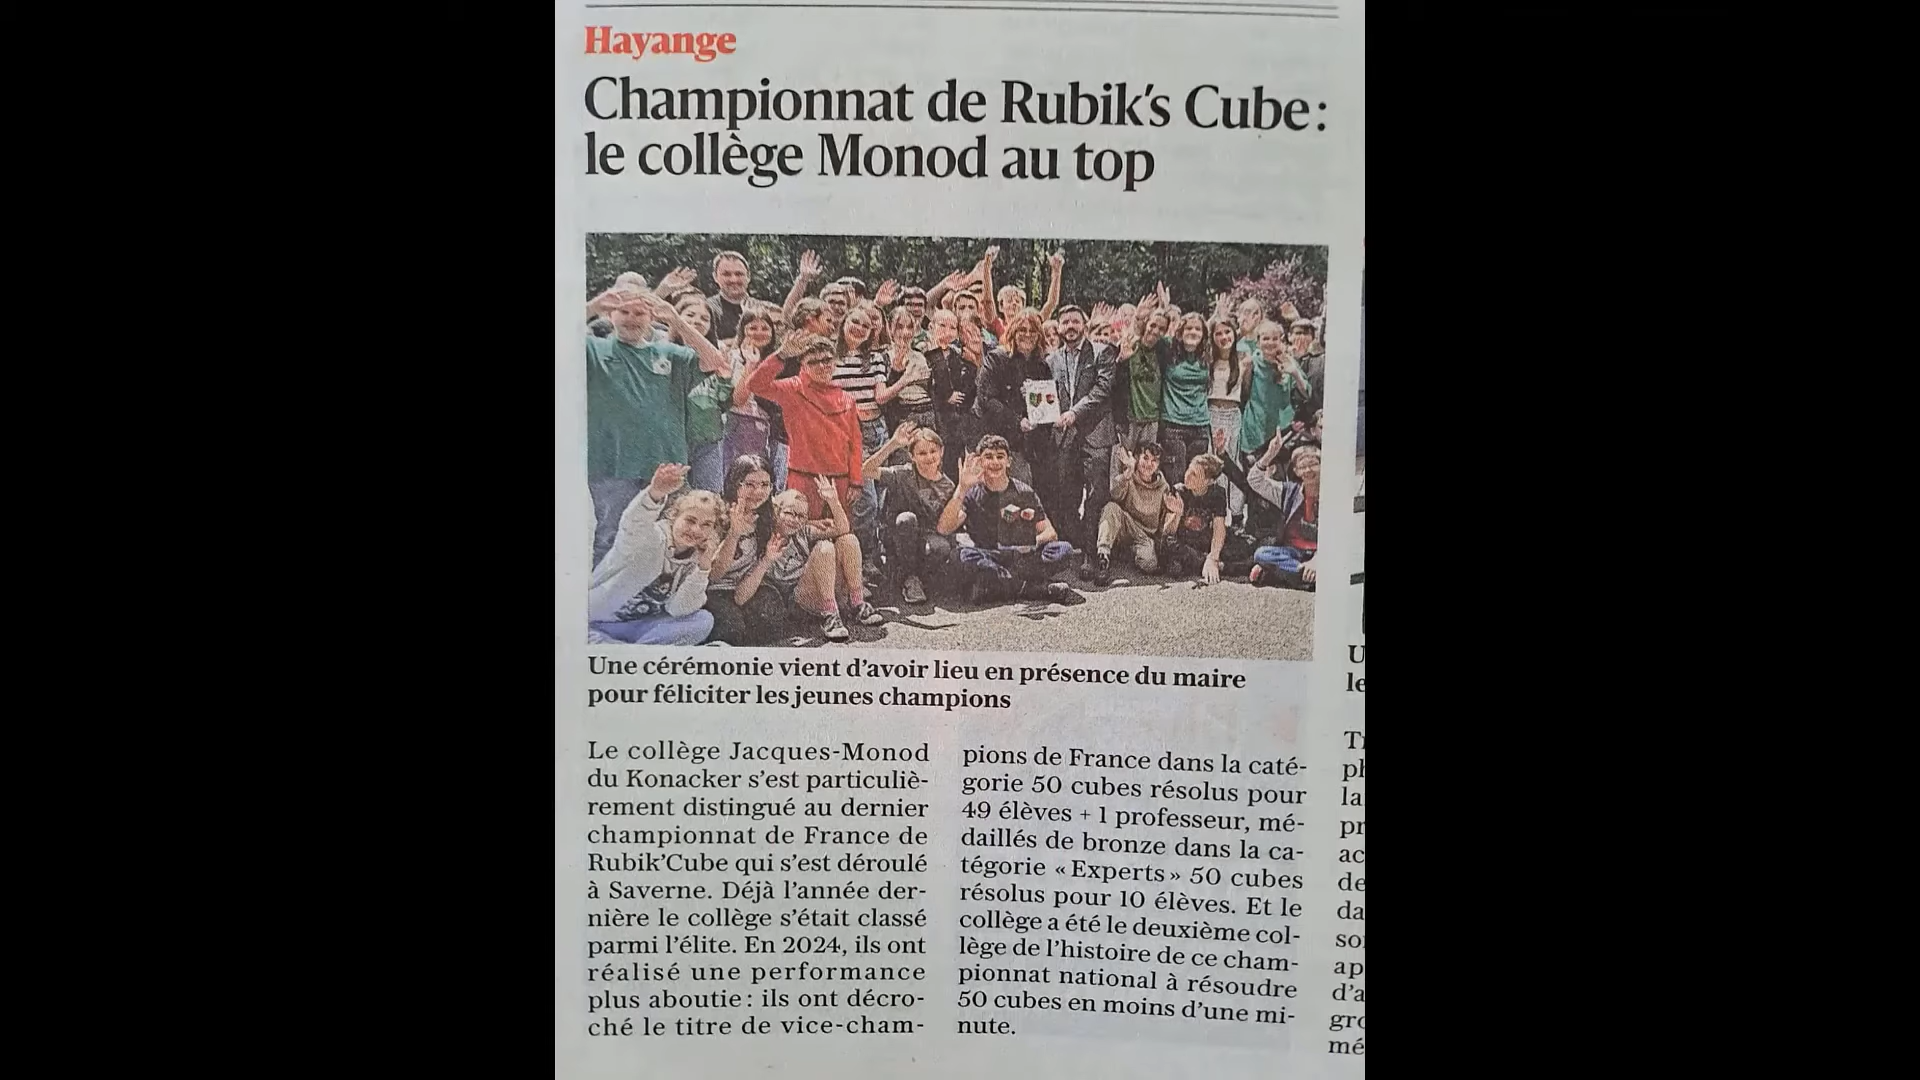 Hayange
Championnat de Rubik's Cube :
le collège Monod au top
Une cérémonie vient d'avoir lieu en présence du maire
pour féliciter les jeunes champions
Le collège Jacques-Monod
du Konacker s'est particuliè-
rement distingué au dernier
championnat de France de
Rubik'Cube qui s'est déroulé
à Saverne. Déjà l'année der-
nière le collège s'était classé
parmi l'élite. En 2024, ils ont
réalisé une performance
plus aboutie : ils ont décro-
ché le titre de vice-cham-
pions de France dans la caté-
gorie 50 cubes résolus pour
49 élèves + 1 professeur, mé-
daillés de bronze dans la ca-
tégorie « Experts » 50 cubes
résolus pour 10 élèves. Et le
collège a été le deuxième col-
lège de l'histoire de ce cham-
pionnat national à résoudre
50 cubes en moins d'une mi-
nute.